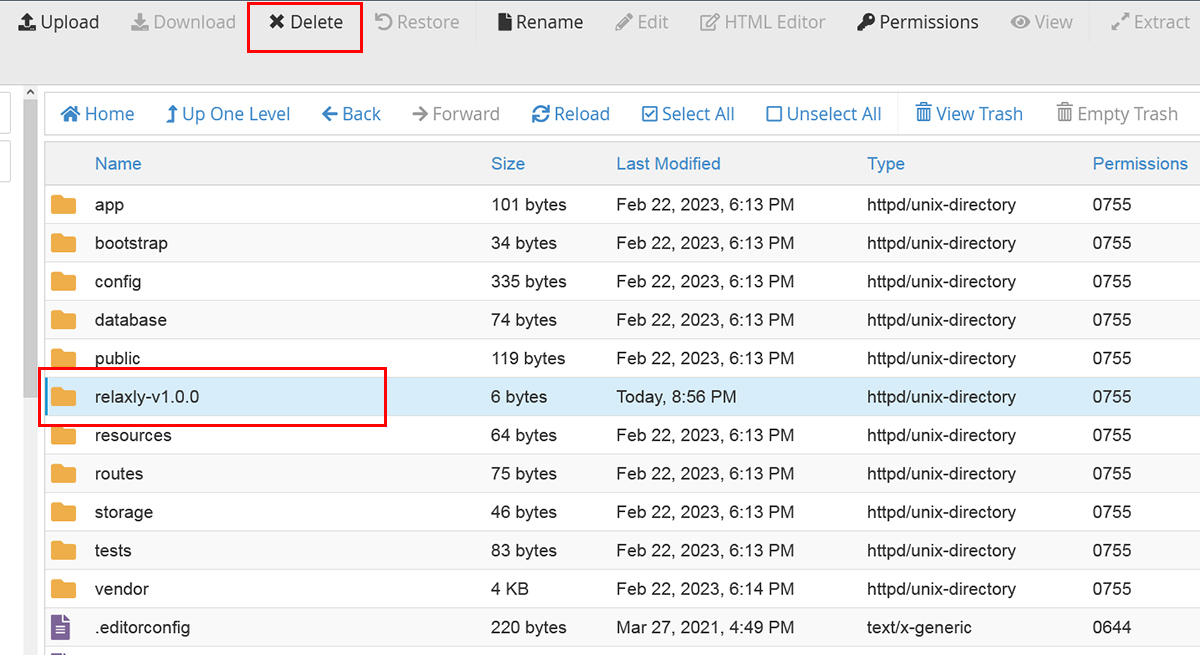 Upload Download Delete Restore Rename Edit HTML Editor Permissions View Extract
Home Up One Level Back Forward Reload Select All Unselect All View Trash Empty Trash
Name Size Last Modified Type Permissions
app 101 bytes Feb 22, 2023, 6:13 PM httpd/unix-directory 0755
bootstrap 34 bytes Feb 22, 2023, 6:13 PM httpd/unix-directory 0755
config 335 bytes Feb 22, 2023, 6:13 PM httpd/unix-directory 0755
database 74 bytes Feb 22, 2023, 6:13 PM httpd/unix-directory 0755
public 119 bytes Feb 22, 2023, 6:13 PM httpd/unix-directory 0755
relaxly-v1.0.0 6 bytes Today, 8:56 PM httpd/unix-directory 0755
resources 64 bytes Feb 22, 2023, 6:13 PM httpd/unix-directory 0755
routes 75 bytes Feb 22, 2023, 6:13 PM httpd/unix-directory 0755
storage 46 bytes Feb 22, 2023, 6:13 PM httpd/unix-directory 0755
tests 83 bytes Feb 22, 2023, 6:13 PM httpd/unix-directory 0755
vendor 4 KB Feb 22, 2023, 6:14 PM httpd/unix-directory 0755
.editorconfig 220 bytes Mar 27, 2021, 4:49 PM text/x-generic 0644